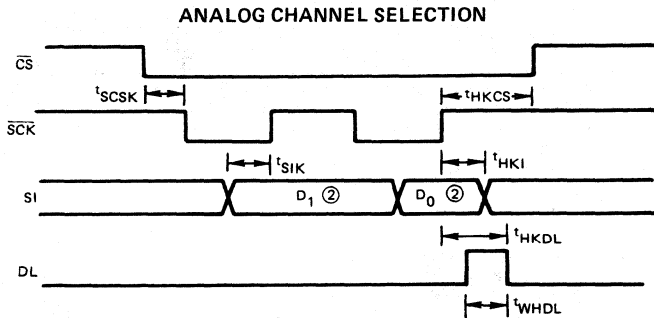 ANALOG CHANNEL SELECTION
CS
tSCSK
tHKCS
SCK
tSIK
tHKI
SI
D1 ②
D0 ②
tHKDL
DL
tWHDL